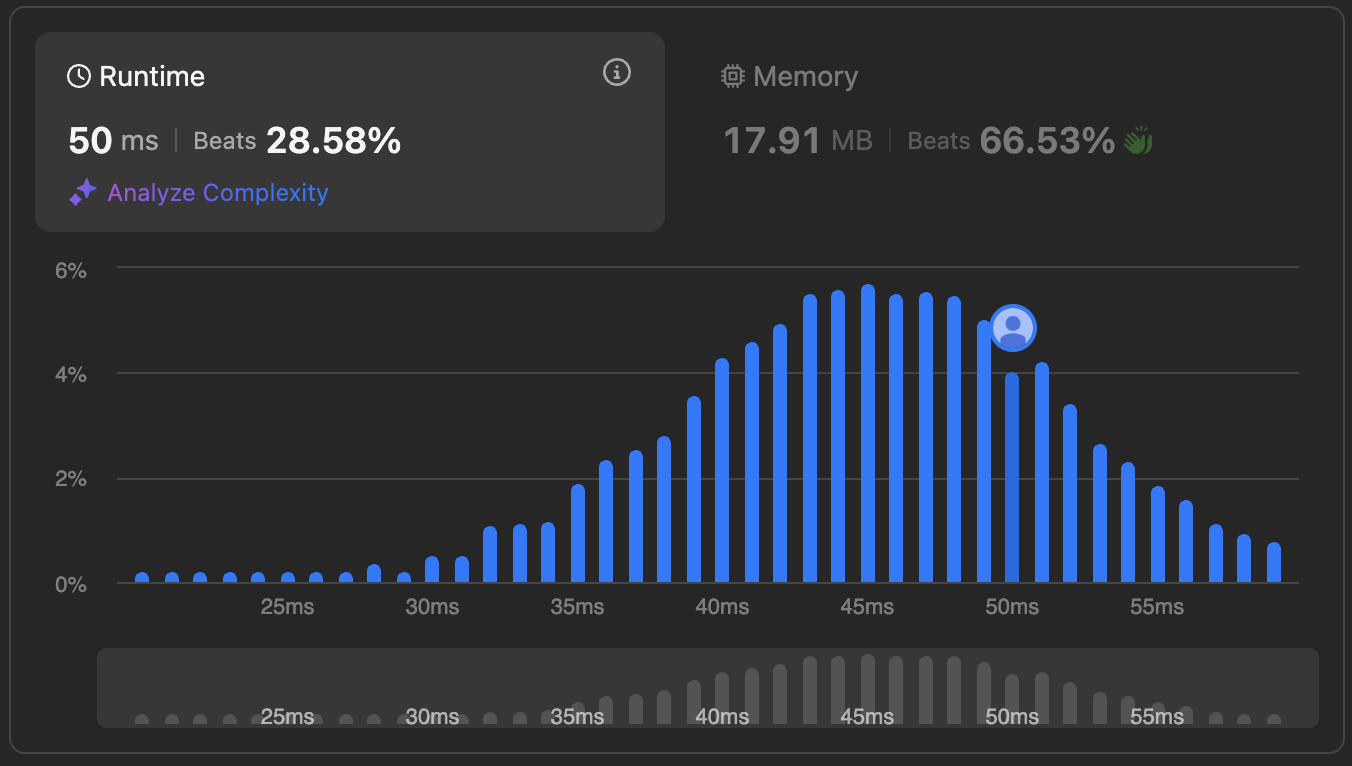 Runtime
50 ms | Beats 28.58%
Analyze Complexity
Memory
17.91 MB | Beats 66.53%
6%
4%
2%
0%
25ms 30ms 35ms 40ms 45ms 50ms 55ms
25ms 30ms 35ms 40ms 45ms 50ms 55ms